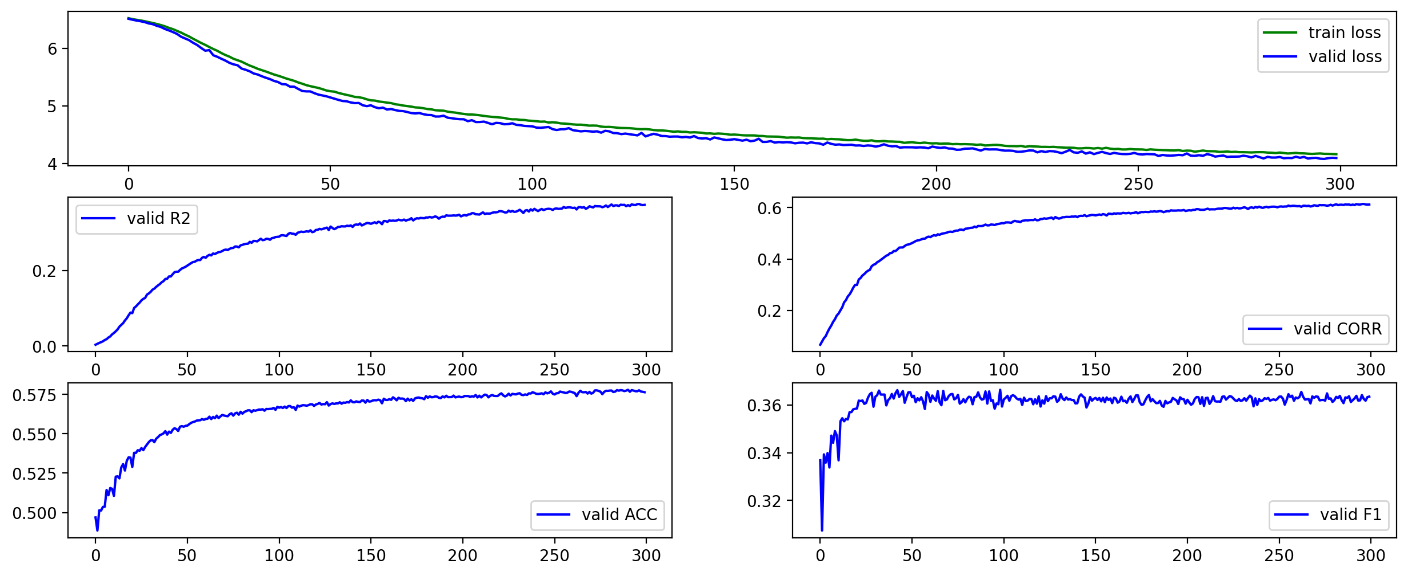 train loss
valid loss
6
5
4
0 50 100 150 200 250 300
valid R2
0.2
0.0
0 50 100 150 200 250 300
0.6
0.4
0.2
valid CORR
0 50 100 150 200 250 300
0.575
0.550
0.525
0.500
valid ACC
0 50 100 150 200 250 300
0.36
0.34
0.32
valid F1
0 50 100 150 200 250 300